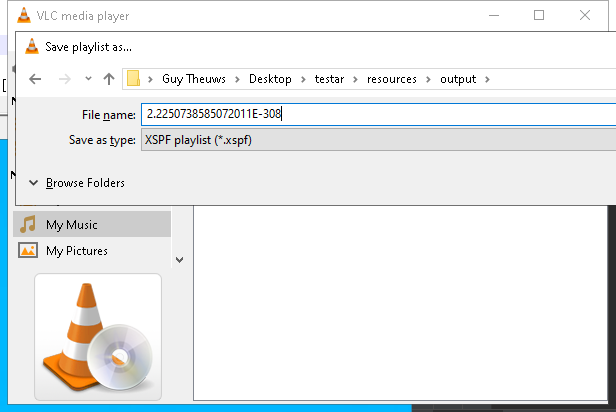 VLC media player
Save playlist as...
Guy Theuws > Desktop > testar > resources > output >
File name: 2.2250738585072011E-308
Save as type: XSPF playlist (*.xspf)
Browse Folders
My Music
My Pictures